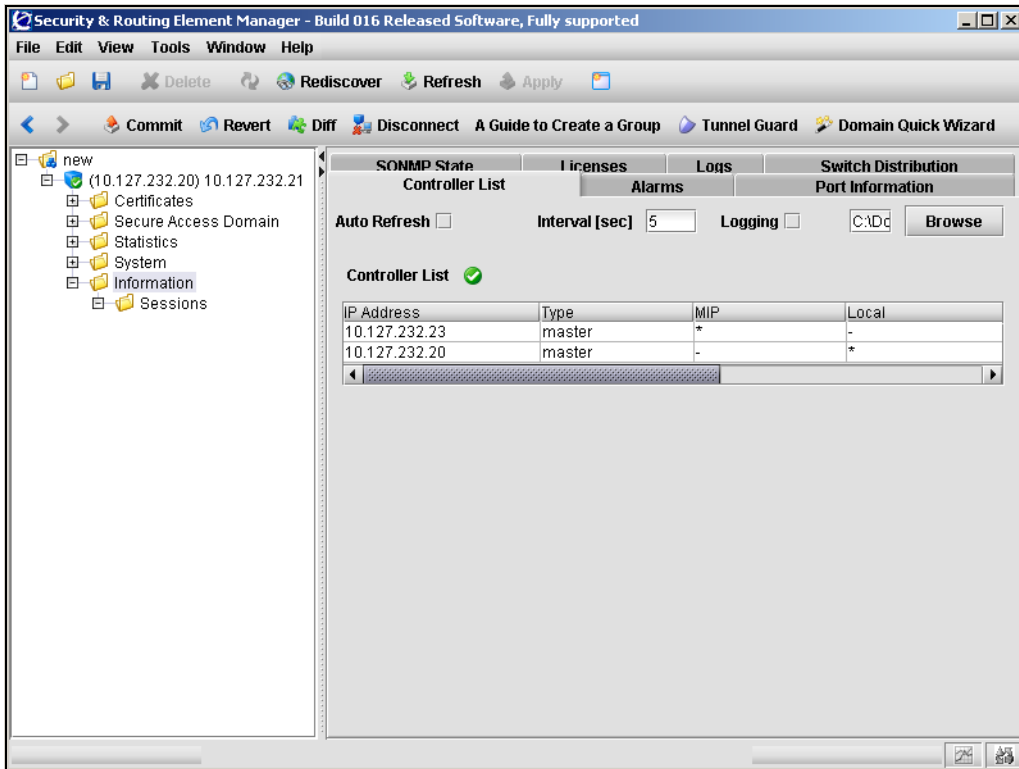 Security & Routing Element Manager - Build 016 Released Software, Fully supported
File Edit View Tools Window Help
Delete Rediscover Refresh Apply
Commit Revert Diff Disconnect A Guide to Create a Group Tunnel Guard Domain Quick Wizard
new
(10.127.232.20) 10.127.232.21
Certificates
Secure Access Domain
Statistics
System
Information
Sessions
SONMP State Licenses Logs Switch Distribution
Controller List Alarms Port Information
Auto Refresh Interval [sec] 5 Logging C:\Dc Browse
Controller List
IP Address Type MIP Local
10.127.232.23 master * -
10.127.232.20 master - *